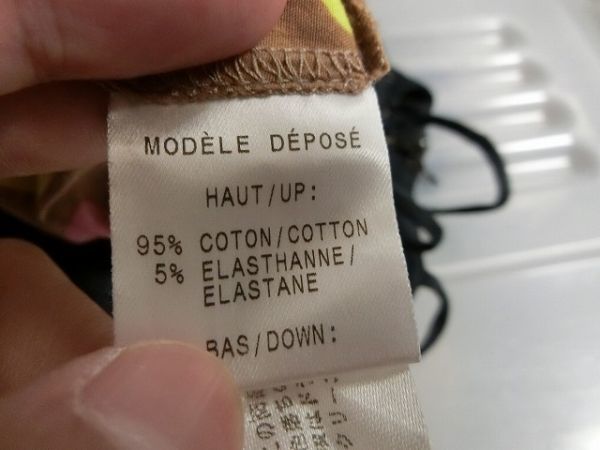 MODÈLE DÉPOSÉ
HAUT/UP:
95% COTON/COTTON
5% ELASTHANNE/
ELASTANE
BAS/DOWN: